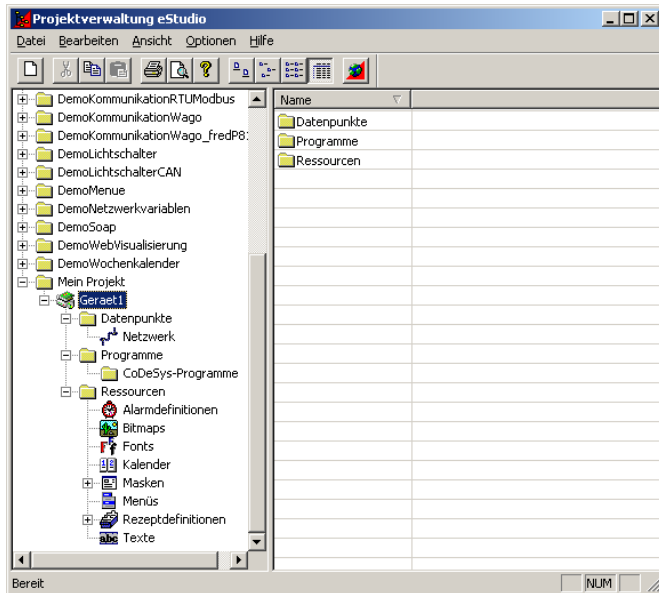 Projektverwaltung eStudio
Datei Bearbeiten Ansicht Optionen Hilfe
DemoKommunikationRTUModbus
DemoKommunikationWago
DemoKommunikationWago_fredP8:
DemoLichtschalter
DemoLichtschalterCAN
DemoMenue
DemoNetzwerkvariablen
DemoSoap
DemoWebVisualisierung
DemoWochenkalender
Mein Projekt
Geraet1
Datenpunkte
Netzwerk
Programme
CoDeSys-Programme
Ressourcen
Alarmdefinitionen
Bitmaps
Fonts
Kalender
Masken
Menüs
Rezeptdefinitionen
abc Texte
Name
Datenpunkte
Programme
Ressourcen
Bereit
NUM